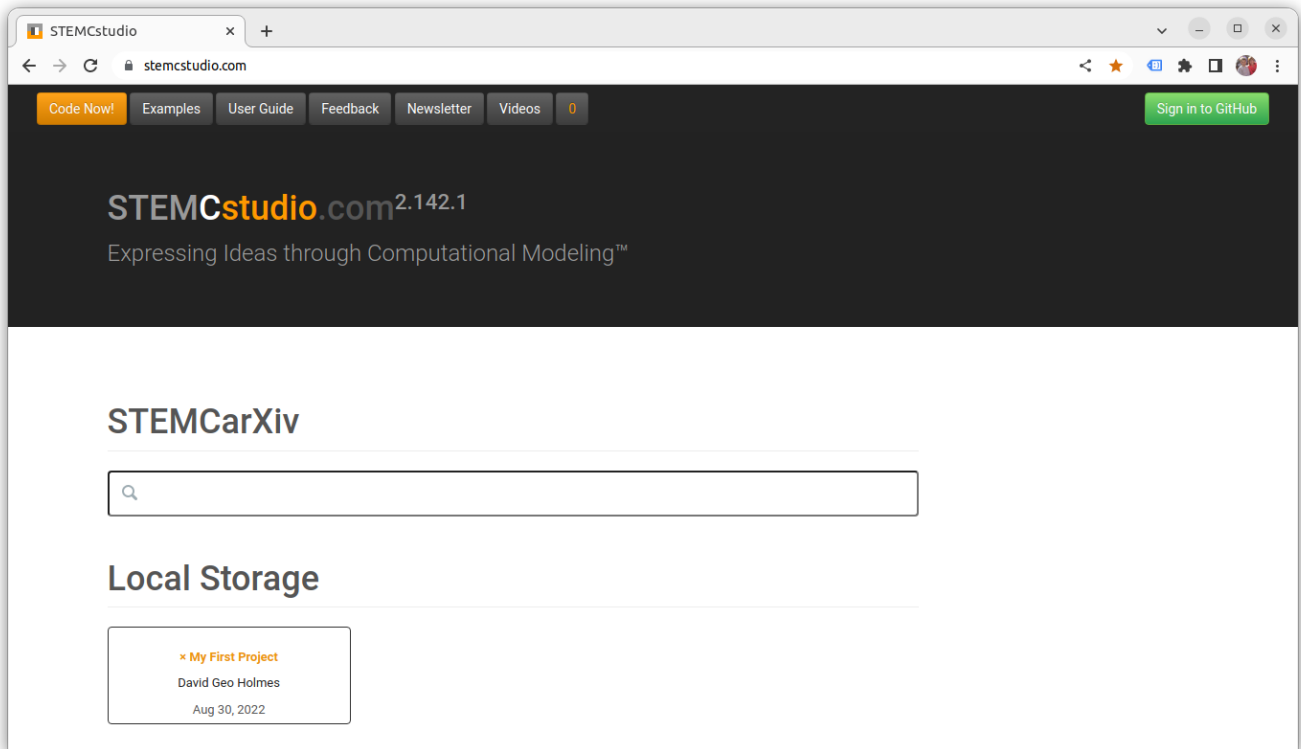 STEMCstudio
stemcstudio.com
Code Now! Examples User Guide Feedback Newsletter Videos 0 Sign in to GitHub
STEMCstudio.com2.142.1
Expressing Ideas through Computational Modeling™
STEMCarXiv
Local Storage
× My First Project
David Geo Holmes
Aug 30, 2022